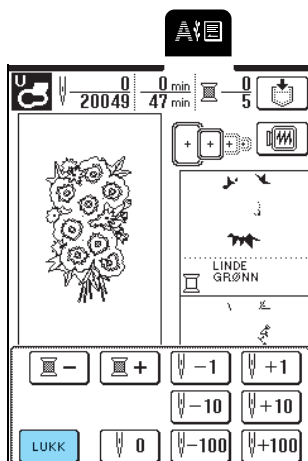 A
U
0 0 min 0
20049 47 min 5
LINDE
GRØNN
− + −1 +1
−10 +10
LUKK 0 −100 +100